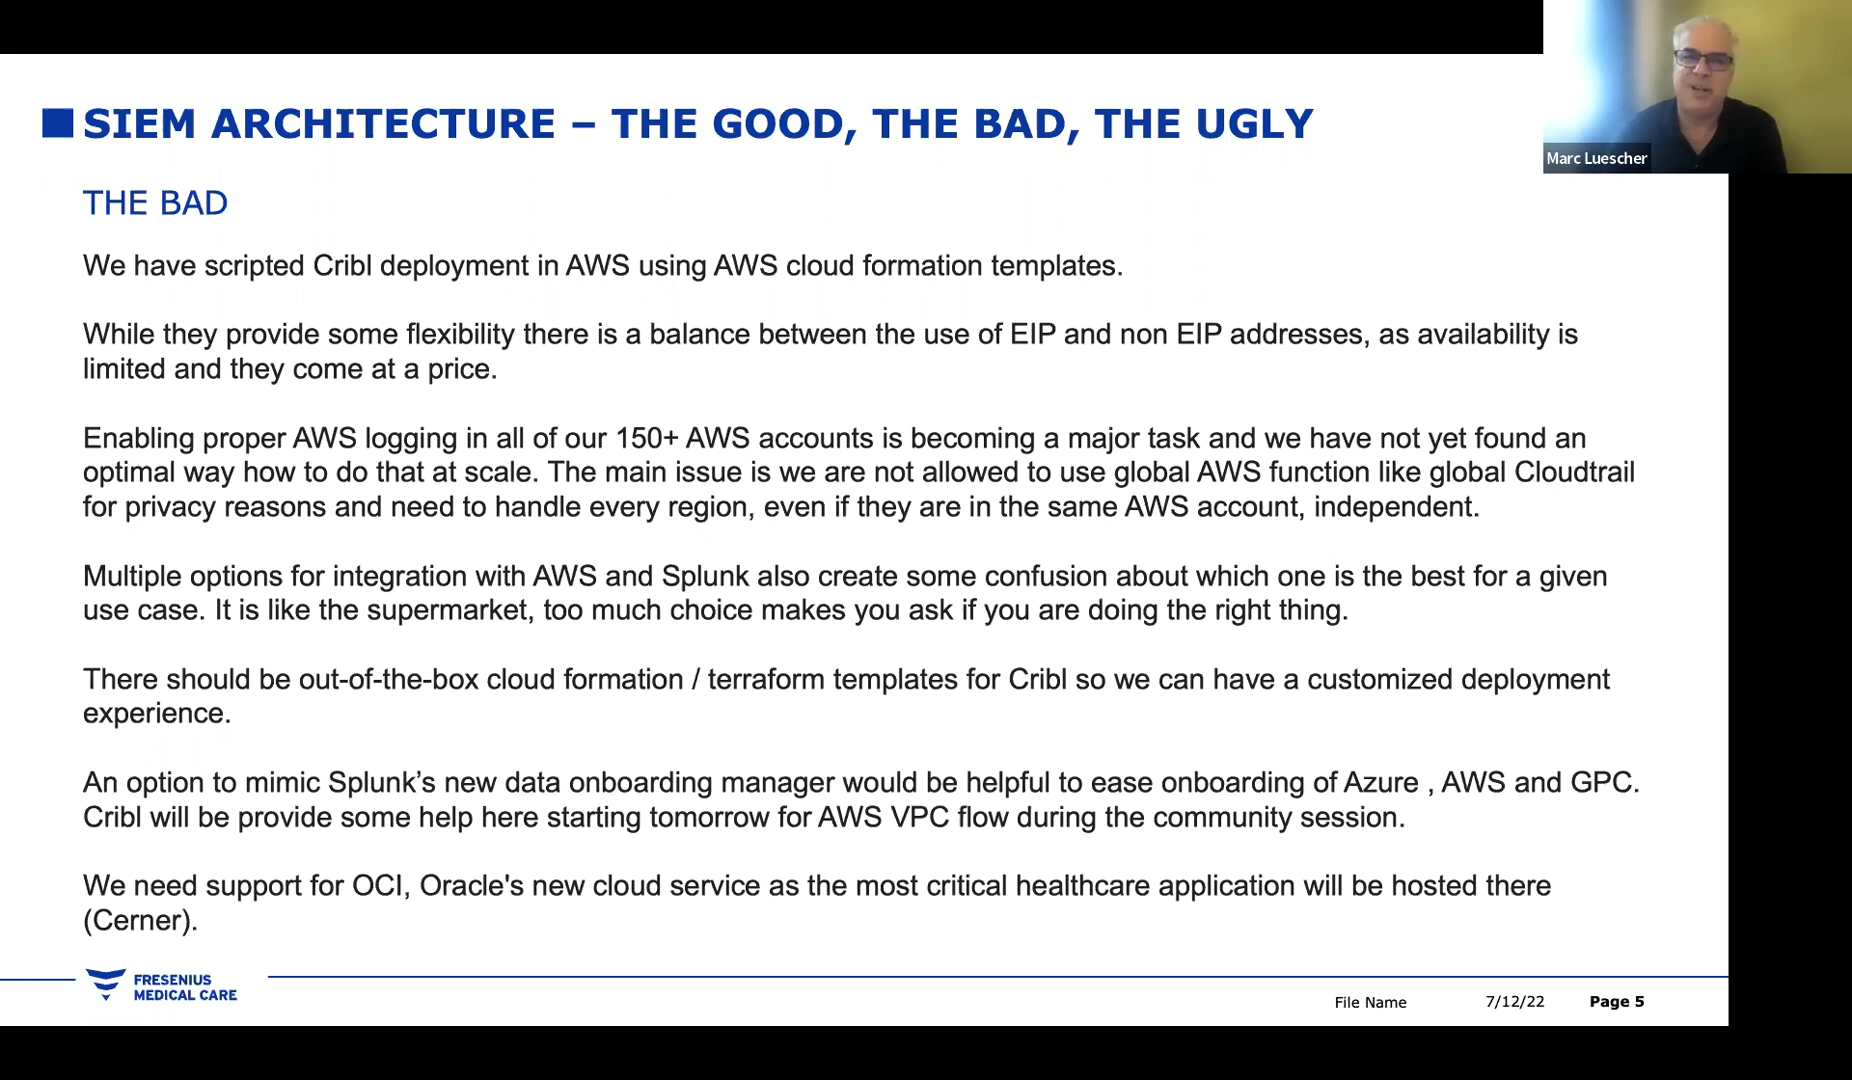 SIEM ARCHITECTURE – THE GOOD, THE BAD, THE UGLY
Marc Luescher
THE BAD
We have scripted Cribl deployment in AWS using AWS cloud formation templates.
While they provide some flexibility there is a balance between the use of EIP and non EIP addresses, as availability is
limited and they come at a price.
Enabling proper AWS logging in all of our 150+ AWS accounts is becoming a major task and we have not yet found an
optimal way how to do that at scale. The main issue is we are not allowed to use global AWS function like global Cloudtrail
for privacy reasons and need to handle every region, even if they are in the same AWS account, independent.
Multiple options for integration with AWS and Splunk also create some confusion about which one is the best for a given
use case. It is like the supermarket, too much choice makes you ask if you are doing the right thing.
There should be out-of-the-box cloud formation / terraform templates for Cribl so we can have a customized deployment
experience.
An option to mimic Splunk’s new data onboarding manager would be helpful to ease onboarding of Azure , AWS and GPC.
Cribl will be provide some help here starting tomorrow for AWS VPC flow during the community session.
We need support for OCI, Oracle's new cloud service as the most critical healthcare application will be hosted there
(Cerner).
FRESENIUS
MEDICAL CARE
File Name 7/12/22 Page 5